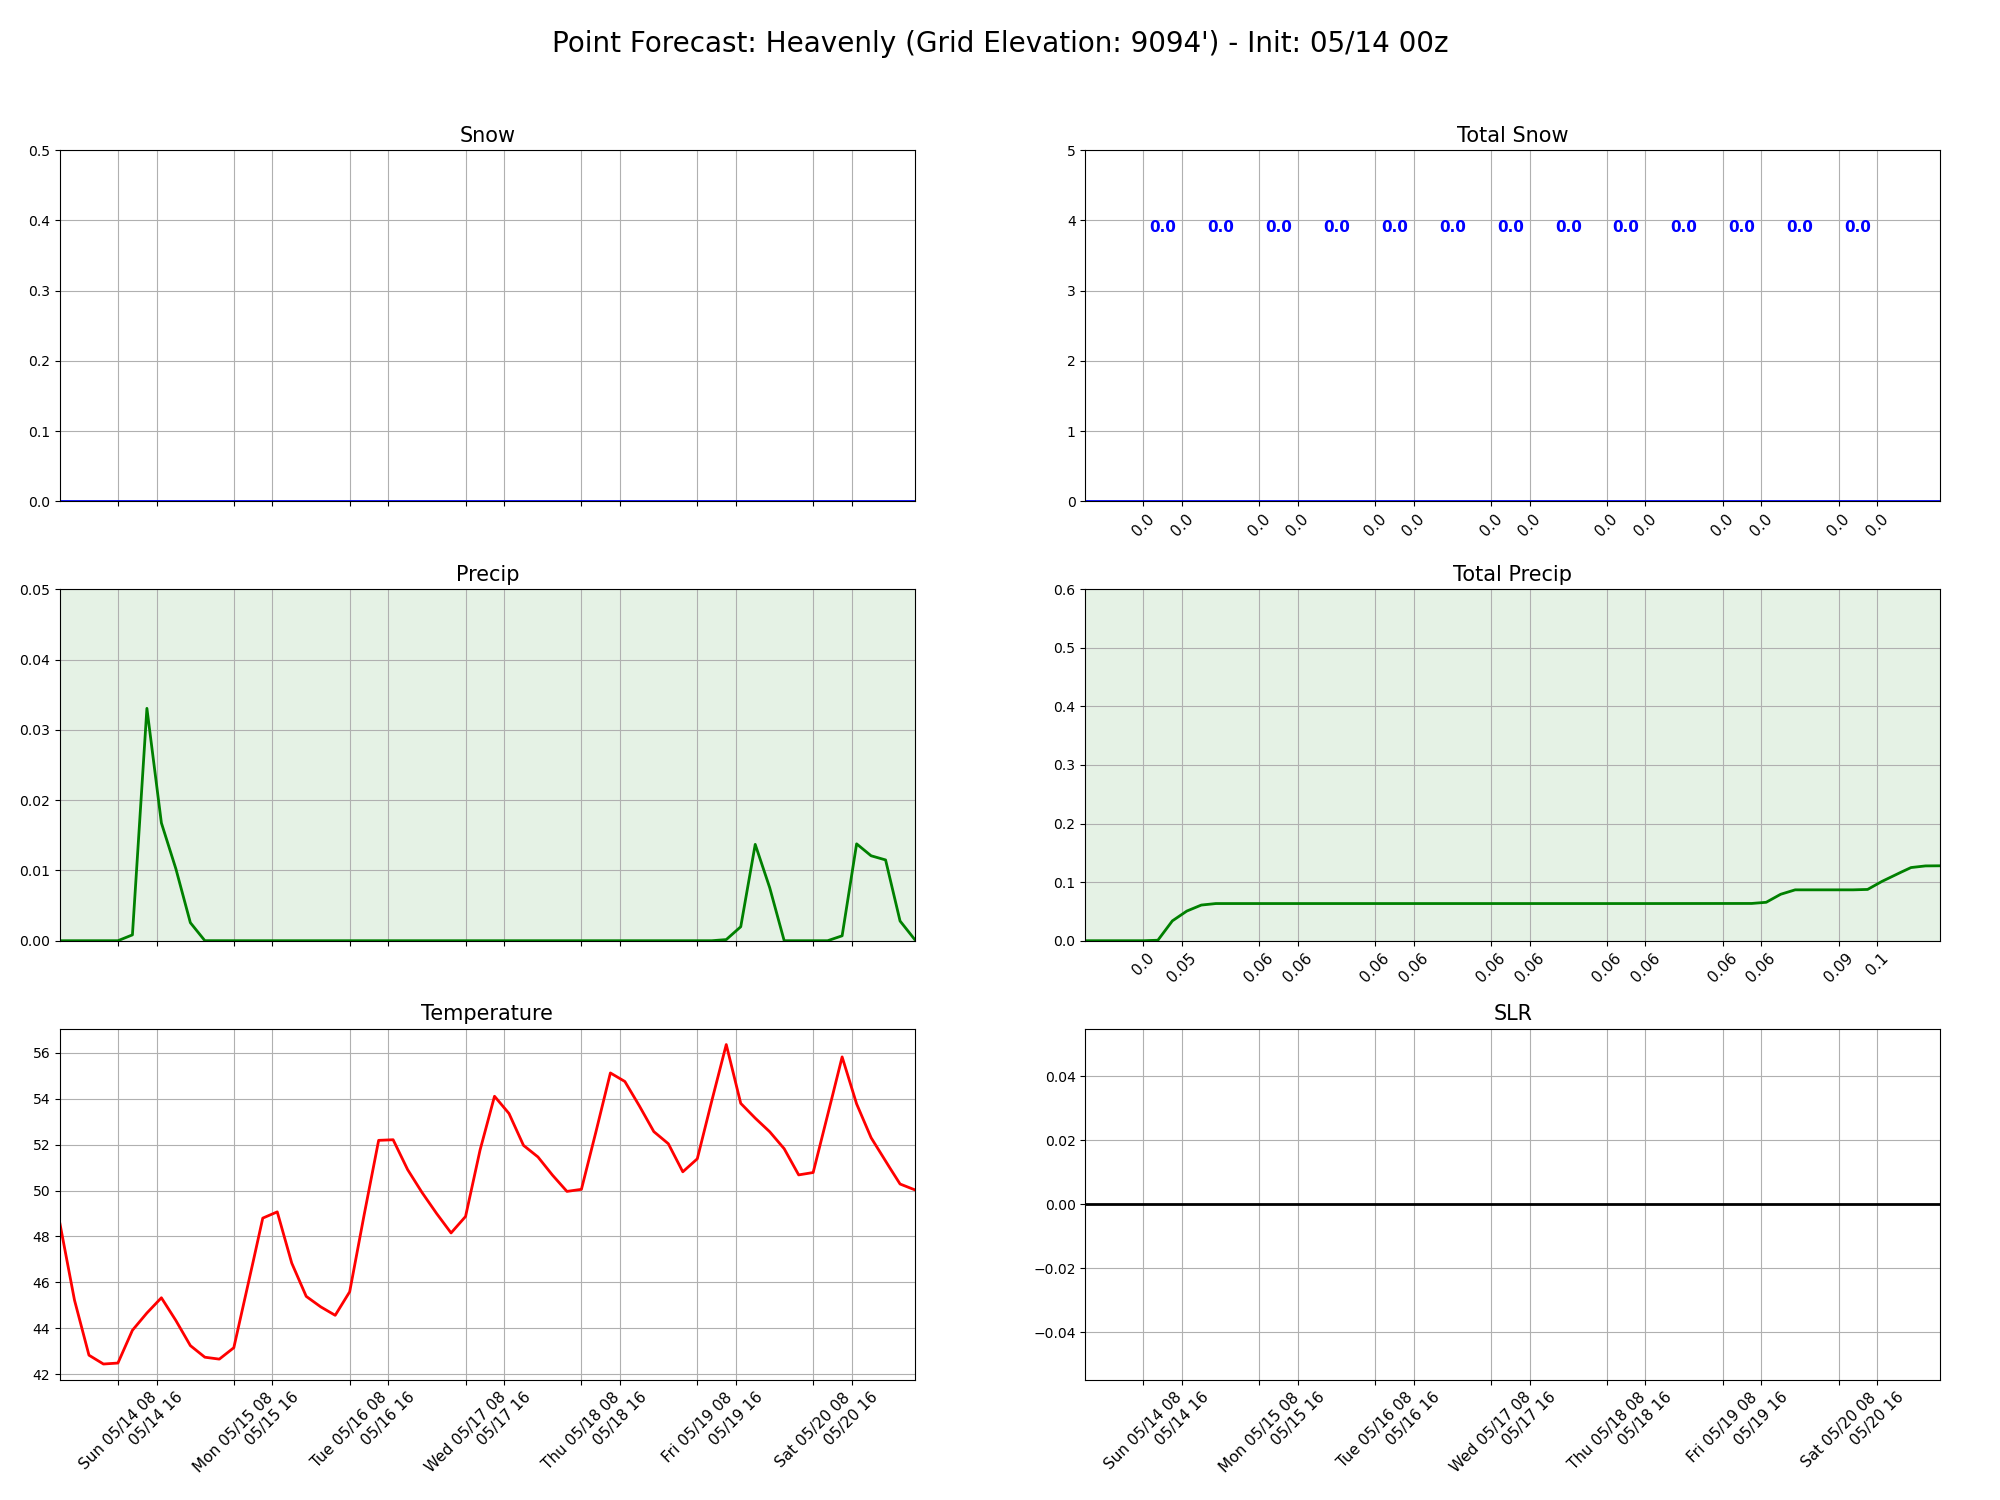 Point Forecast: Heavenly (Grid Elevation: 9094') - Init: 05/14 00z
Snow
0.5
0.4
0.3
0.2
0.1
0.0
Total Snow
5
4
3
2
1
0
0.0 0.0 0.0 0.0 0.0 0.0 0.0 0.0 0.0 0.0 0.0 0.0 0.0
0.0 0.0 0.0 0.0 0.0 0.0 0.0 0.0 0.0 0.0 0.0 0.0 0.0 0.0
Precip
0.05
0.04
0.03
0.02
0.01
0.00
Total Precip
0.6
0.5
0.4
0.3
0.2
0.1
0.0
0.0 0.05 0.06 0.06 0.06 0.06 0.06 0.06 0.06 0.06 0.06 0.06 0.09 0.1
Temperature
56
54
52
50
48
46
44
42
Sun 05/14 08
05/14 16
Mon 05/15 08
05/15 16
Tue 05/16 08
05/16 16
Wed 05/17 08
05/17 16
Thu 05/18 08
05/18 16
Fri 05/19 08
05/19 16
Sat 05/20 08
05/20 16
SLR
0.04
0.02
0.00
−0.02
−0.04
Sun 05/14 08
05/14 16
Mon 05/15 08
05/15 16
Tue 05/16 08
05/16 16
Wed 05/17 08
05/17 16
Thu 05/18 08
05/18 16
Fri 05/19 08
05/19 16
Sat 05/20 08
05/20 16